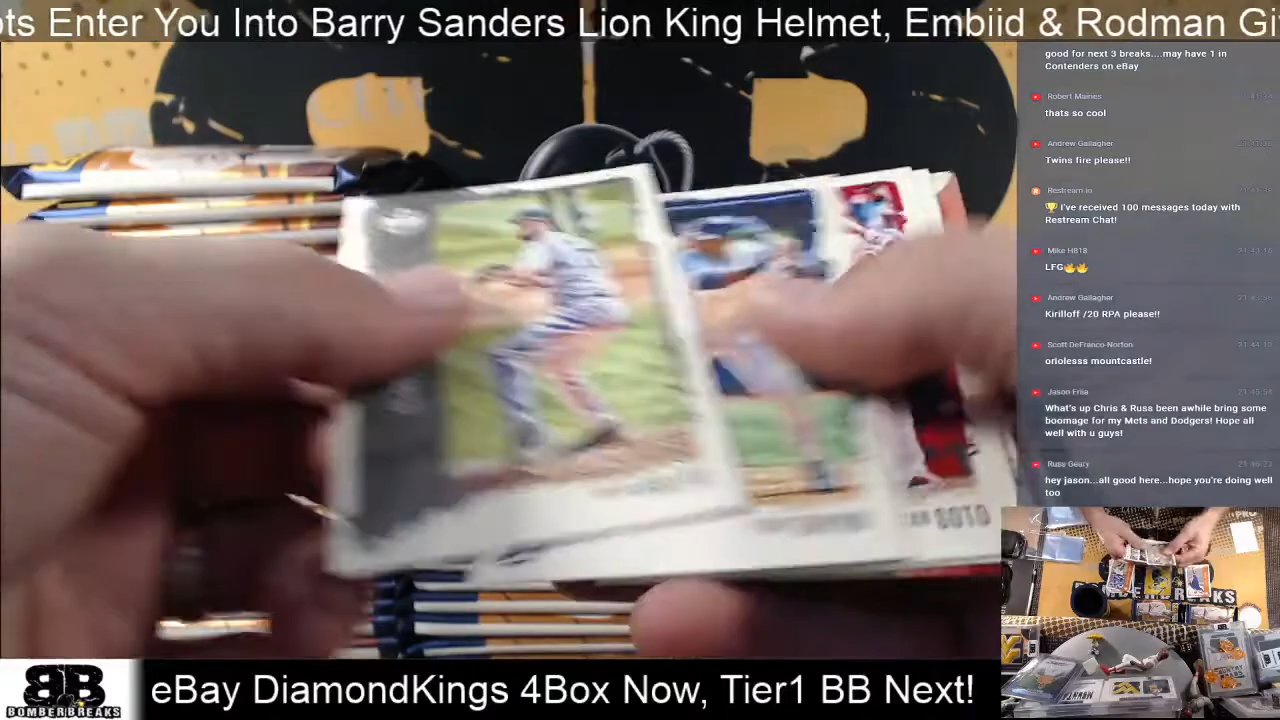 ots Enter You Into Barry Sanders Lion King Helmet, Embiid & Rodman Gi
good for next 3 breaks....may have 1 in
Contenders on eBay
Robert Maines
thats so cool
Andrew Gallagher
Twins fire please!!
Restream.io
🏆 I've received 100 messages today with
Restream Chat!
Mike H818
LFG🔥🔥
Andrew Gallagher
Kirilloff /20 RPA please!!
Scott DeFranco-Norton
oriolesss mountcastle!
Jason Fria
What's up Chris & Russ been awhile bring some
boomage for my Mets and Dodgers! Hope all
well with u guys!
Russ Geary
hey jason...all good here...hope you're doing well
too
BB
BOMBERBREAKS
eBay DiamondKings 4Box Now, Tier1 BB Next!